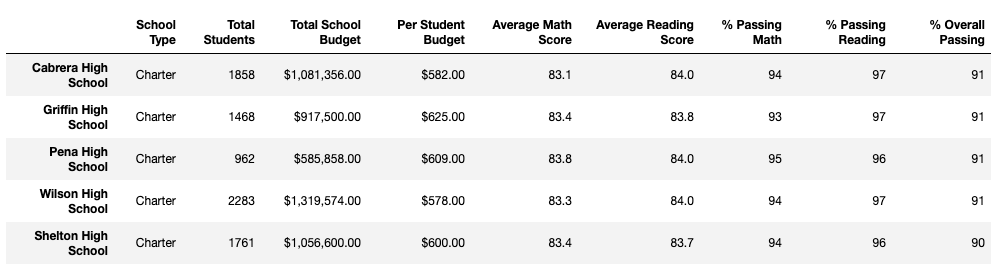 School Type Total Students Total School Budget Per Student Budget Average Math Score Average Reading Score % Passing Math % Passing Reading % Overall Passing
Cabrera High School Charter 1858 $1,081,356.00 $582.00 83.1 84.0 94 97 91
Griffin High School Charter 1468 $917,500.00 $625.00 83.4 83.8 93 97 91
Pena High School Charter 962 $585,858.00 $609.00 83.8 84.0 95 96 91
Wilson High School Charter 2283 $1,319,574.00 $578.00 83.3 84.0 94 97 91
Shelton High School Charter 1761 $1,056,600.00 $600.00 83.4 83.7 94 96 90